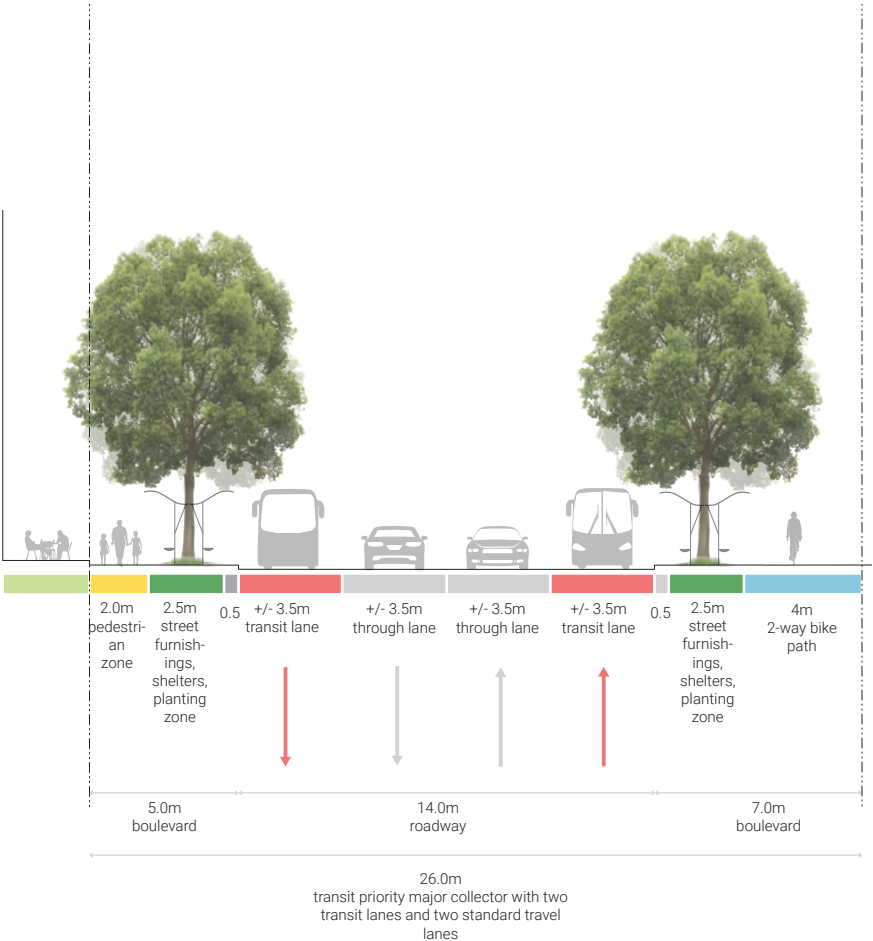 2.0m
pedestri-
an
zone
2.5m
street
furnish-
ings,
shelters,
planting
zone
0.5
+/- 3.5m
transit lane
+/- 3.5m
through lane
+/- 3.5m
through lane
+/- 3.5m
transit lane
0.5
2.5m
street
furnish-
ings,
shelters,
planting
zone
4m
2-way bike
path
5.0m
boulevard
14.0m
roadway
7.0m
boulevard
26.0m
transit priority major collector with two
transit lanes and two standard travel
lanes